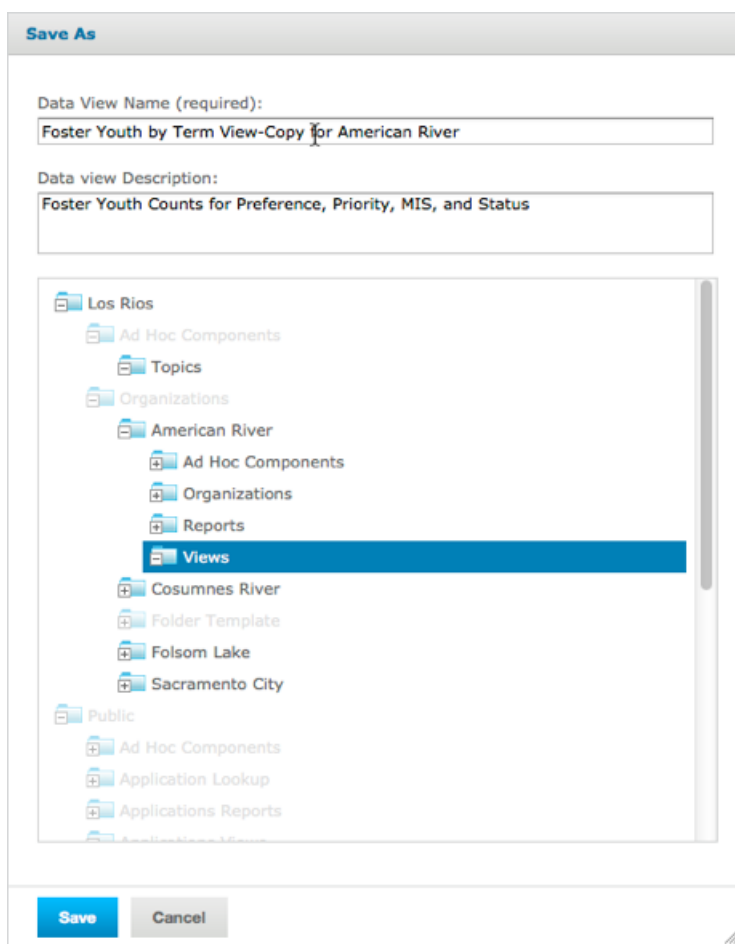 Save As
Data View Name (required):
Foster Youth by Term View-Copy for American River
Data view Description:
Foster Youth Counts for Preference, Priority, MIS, and Status
Los Rios
Ad Hoc Components
Topics
Organizations
American River
Ad Hoc Components
Organizations
Reports
Views
Cosumnes River
Folder Template
Folsom Lake
Sacramento City
Public
Ad Hoc Components
Application Lookup
Applications Reports
Applications Views
Save
Cancel